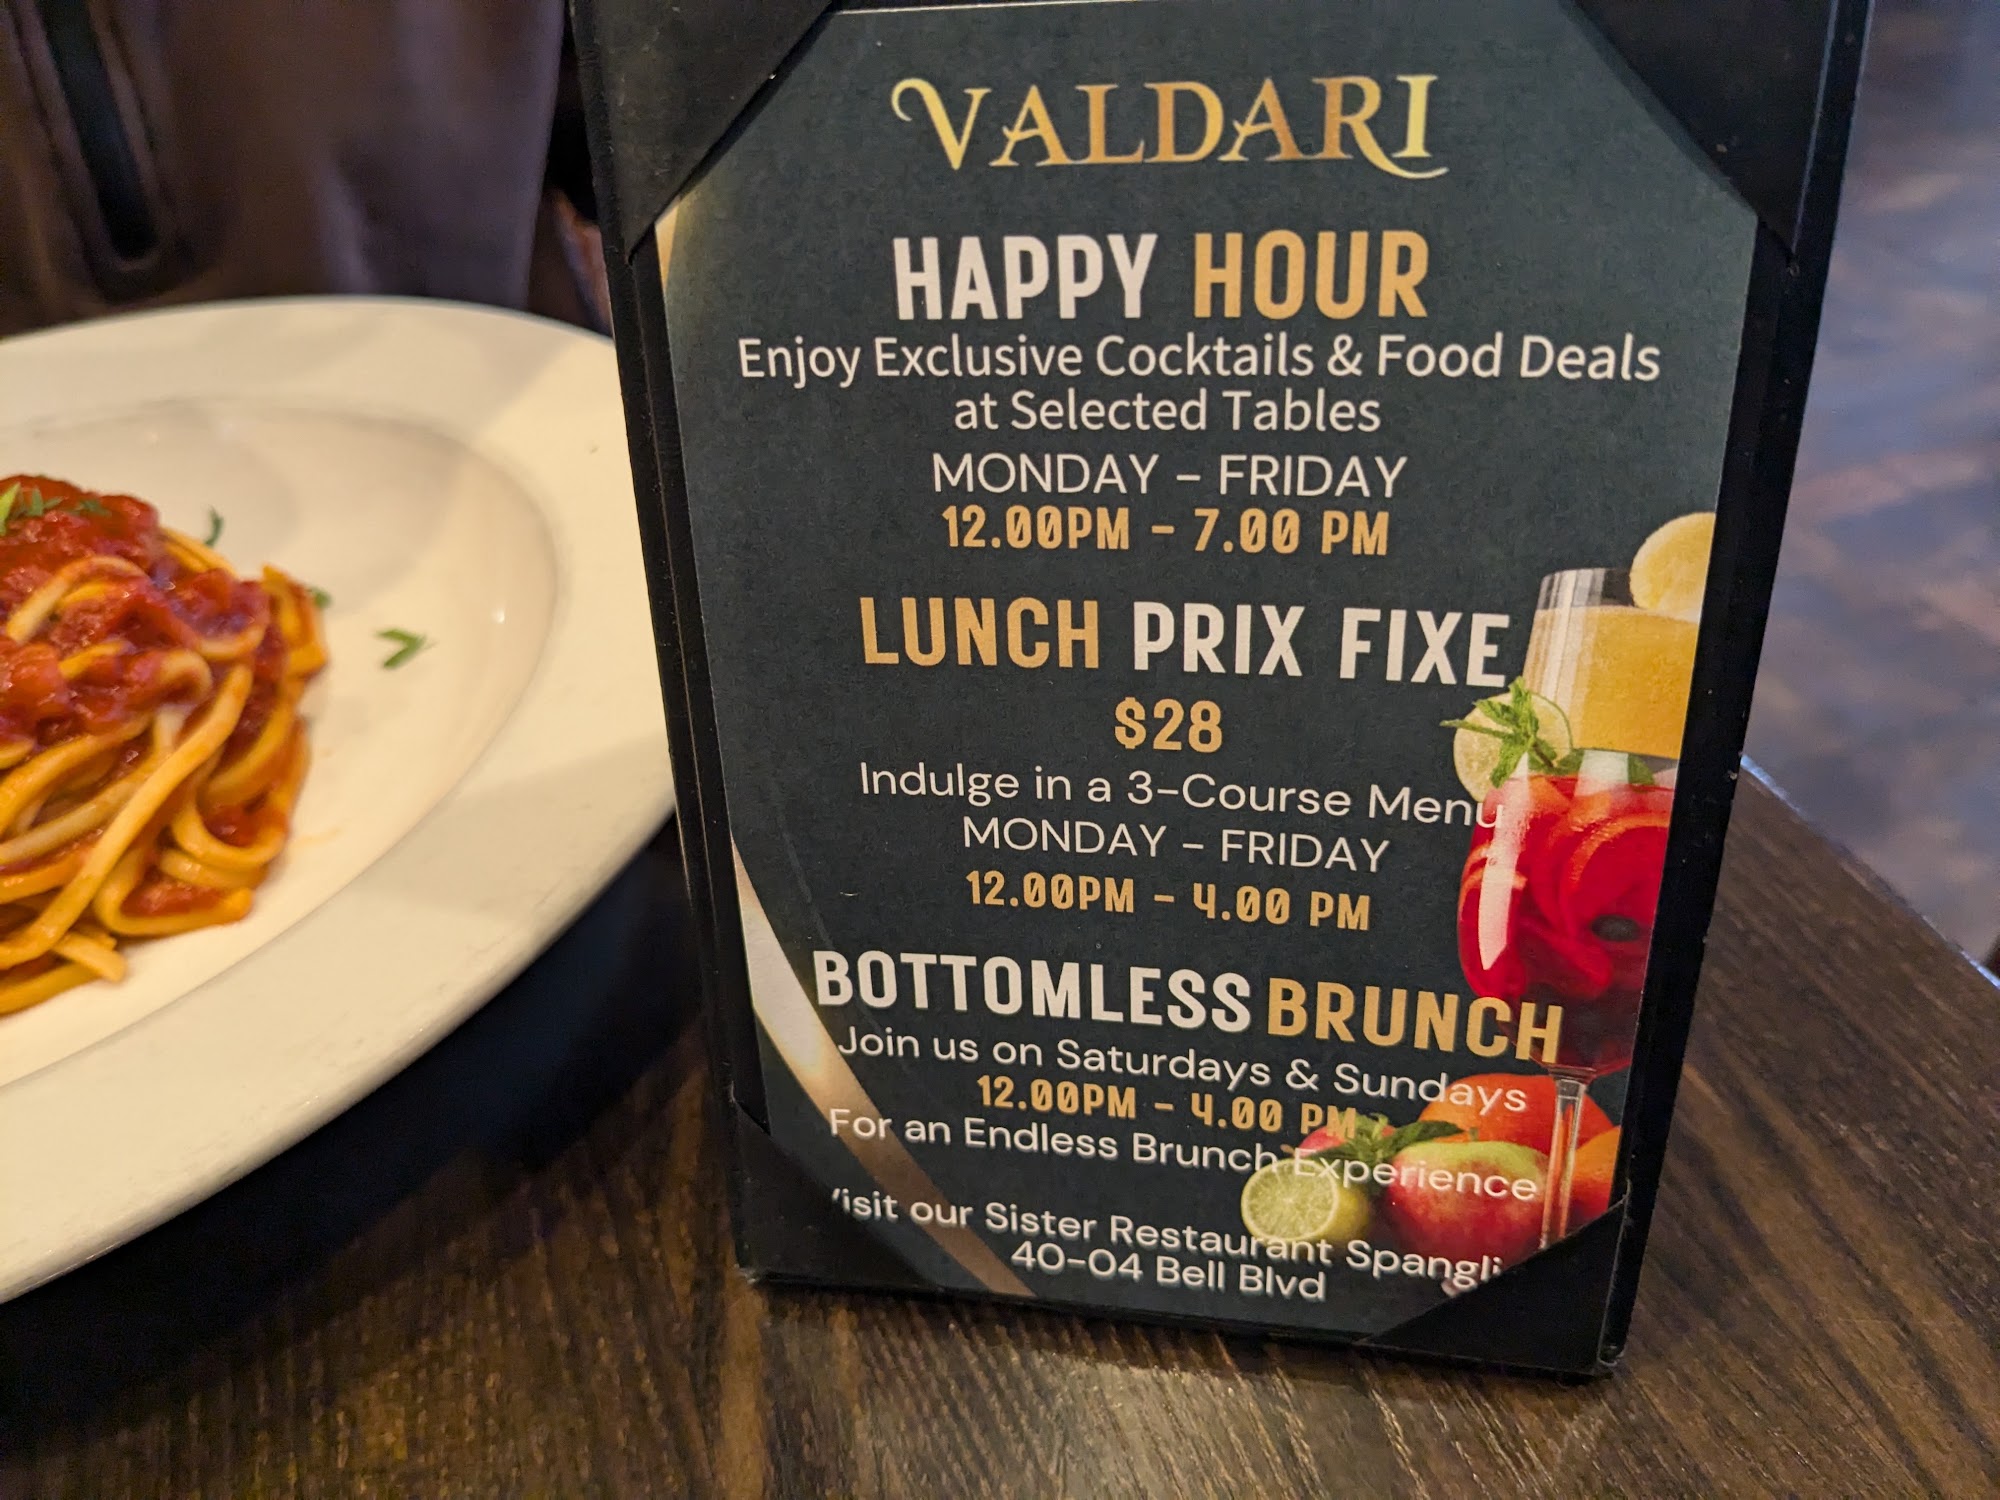 VALDARI
HAPPY HOUR
Enjoy Exclusive Cocktails & Food Deals
at Selected Tables
MONDAY – FRIDAY
12.00PM – 7.00 PM
LUNCH PRIX FIXE
$28
Indulge in a 3-Course Menu
MONDAY – FRIDAY
12.00PM – 4.00 PM
BOTTOMLESS BRUNCH
Join us on Saturdays & Sundays
12.00PM – 4.00 PM
For an Endless Brunch Experience
our Sister Restaurant
40-04 Bell Blvd